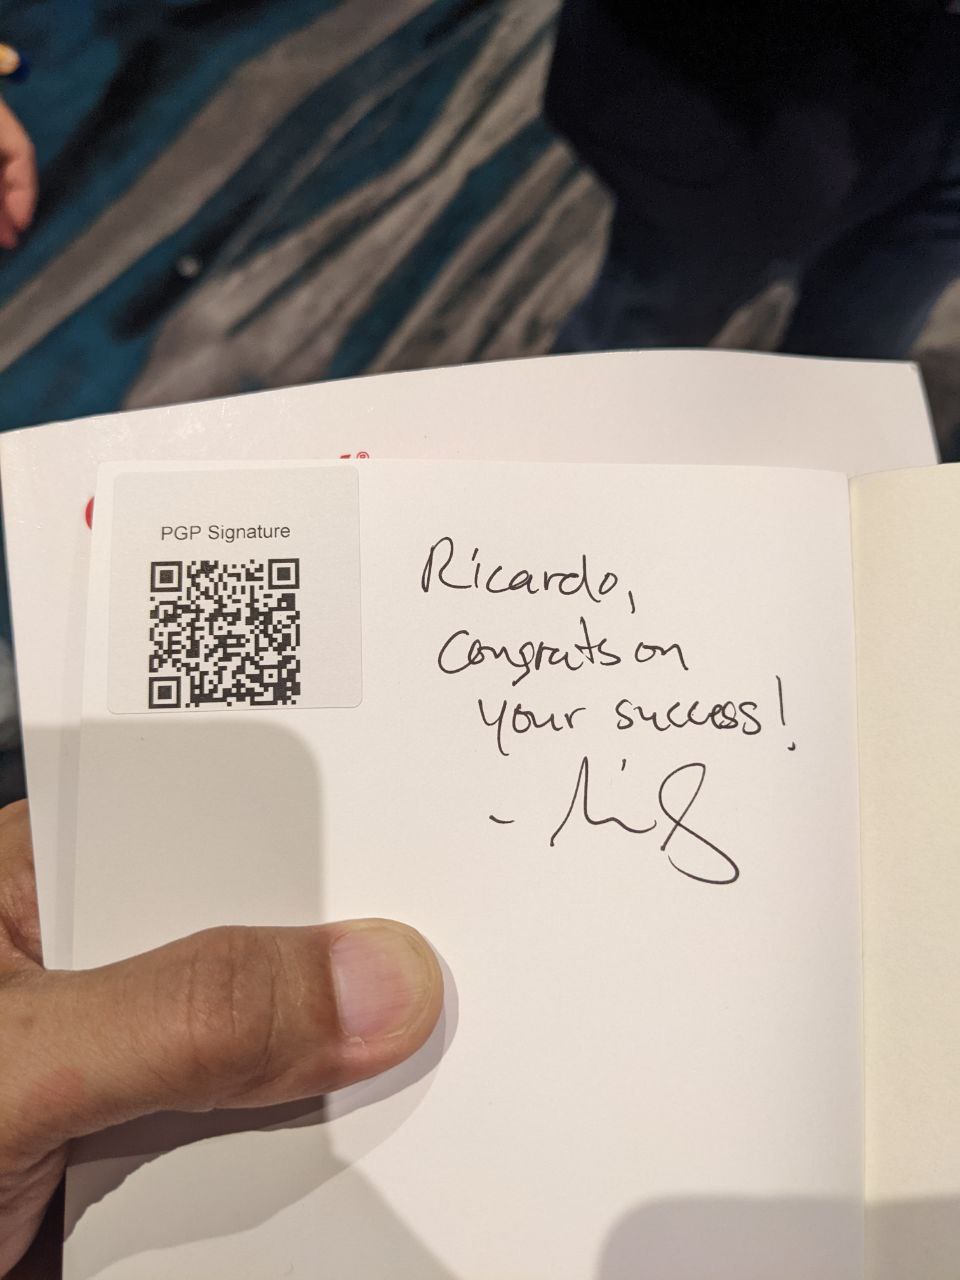 PGP Signature
Ricardo,
congrats on
your success!